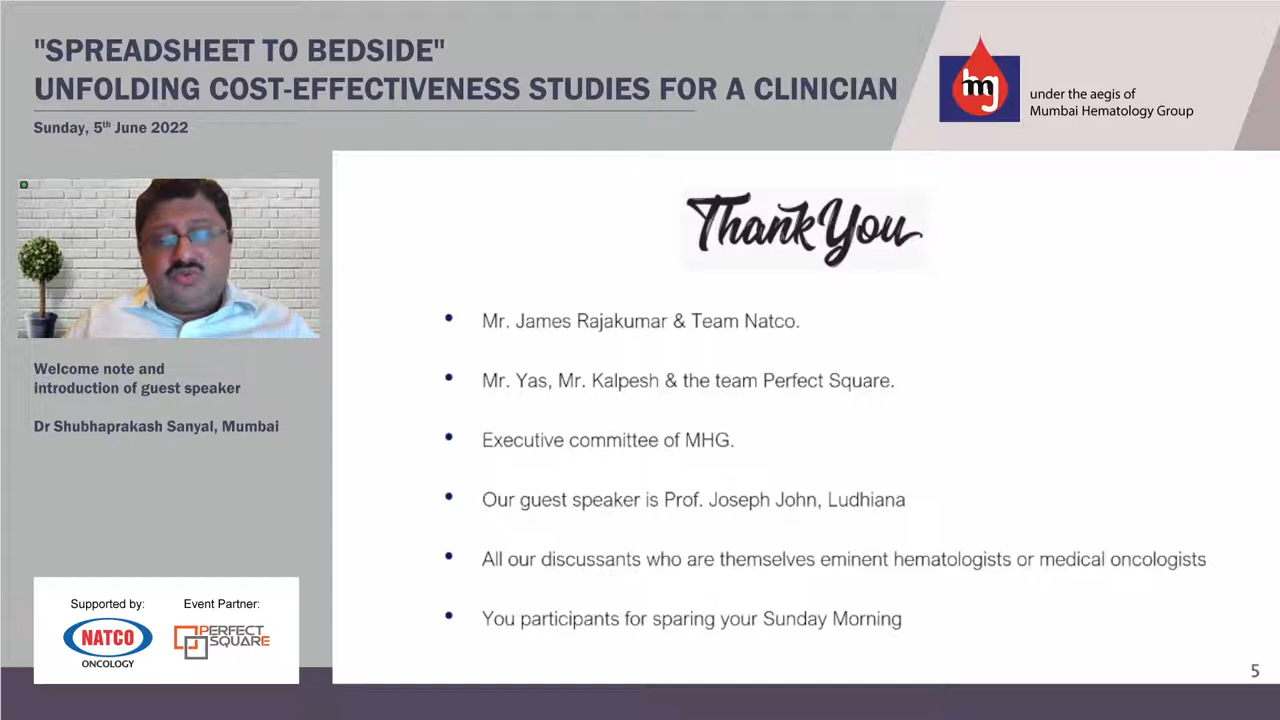 "SPREADSHEET TO BEDSIDE"
UNFOLDING COST-EFFECTIVENESS STUDIES FOR A CLINICIAN
Sunday, 5th June 2022
mg
under the aegis of
Mumbai Hematology Group
Welcome note and
introduction of guest speaker
Dr Shubhaprakash Sanyal, Mumbai
Thank You
• Mr. James Rajakumar & Team Natco.
• Mr. Yas, Mr. Kalpesh & the team Perfect Square.
• Executive committee of MHG.
• Our guest speaker is Prof. Joseph John, Ludhiana
• All our discussants who are themselves eminent hematologists or medical oncologists
• You participants for sparing your Sunday Morning
Supported by:
NATCO
ONCOLOGY
Event Partner:
PERFECT
SQUARE
5